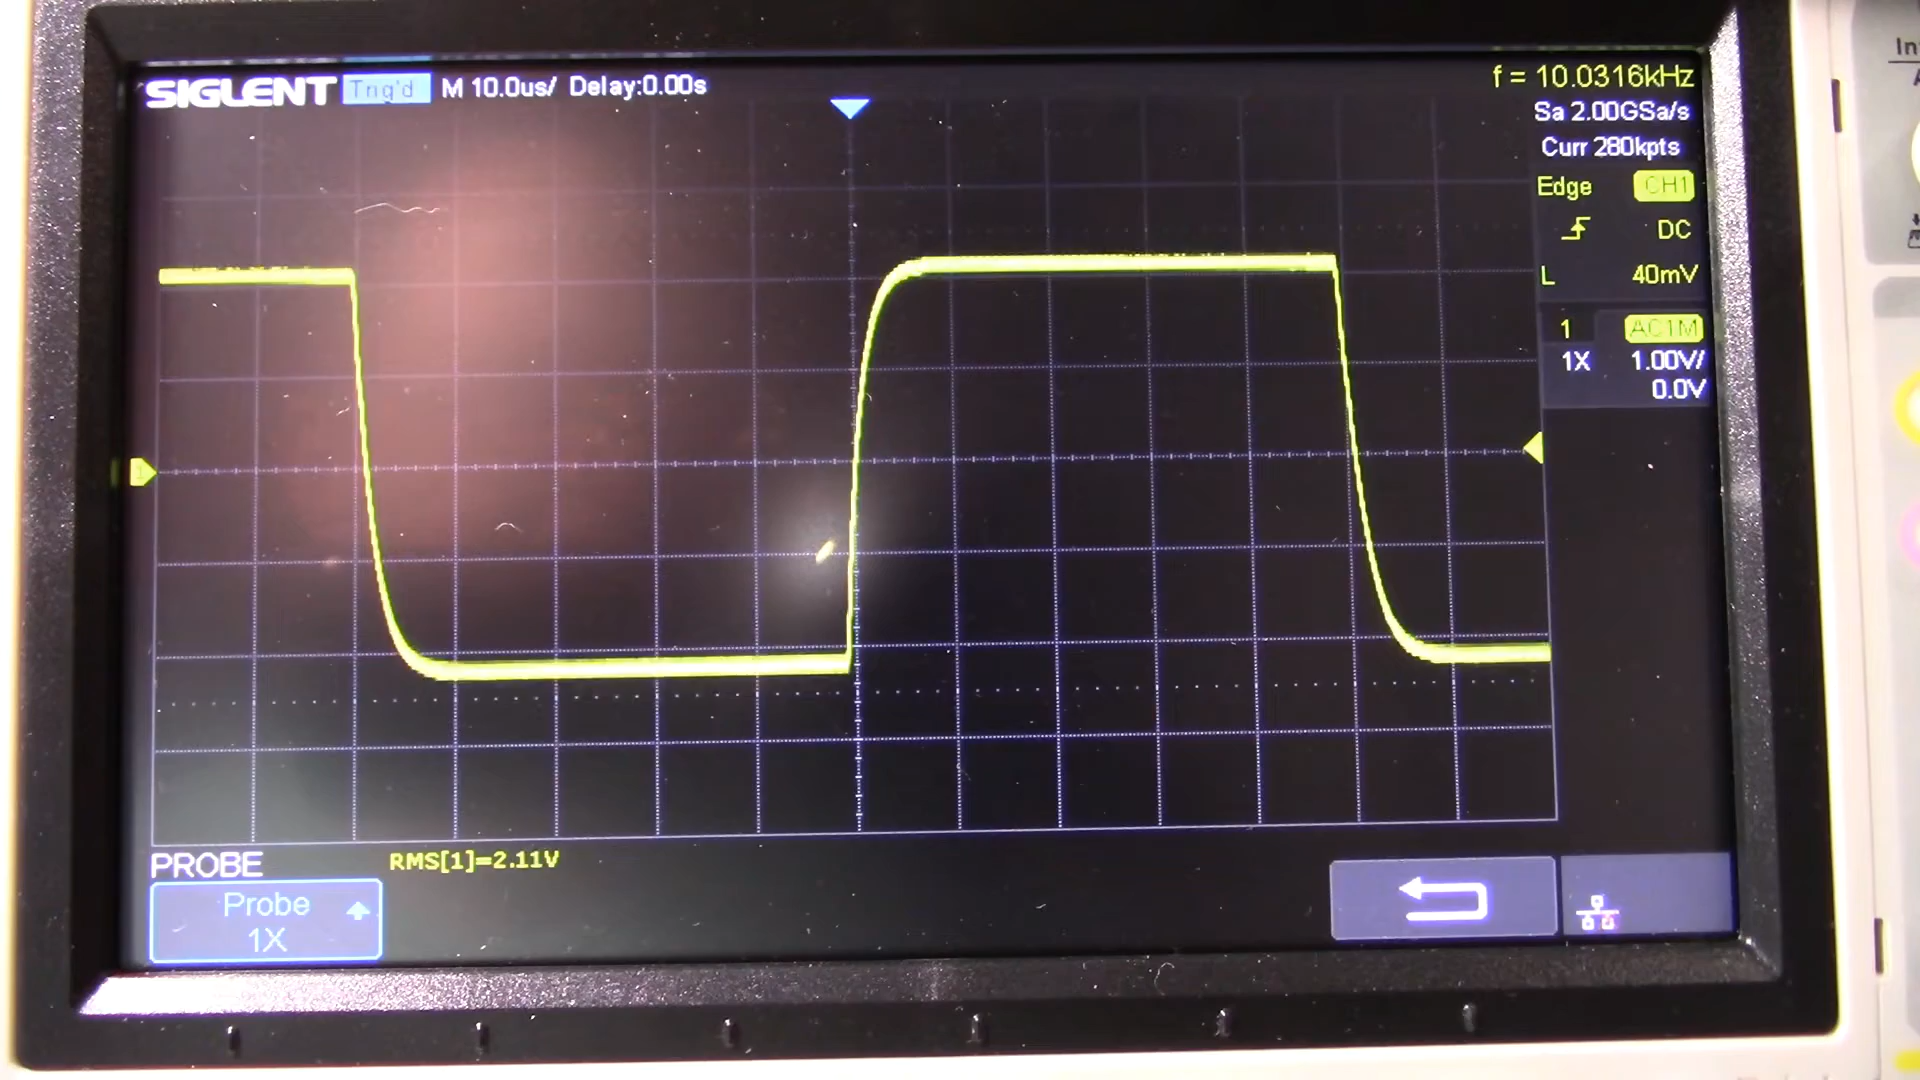 SIGLENT Trig'd M 10.0us/ Delay:0.00s
f = 10.0316kHz
Sa 2.00GSa/s
Curr 280kpts
Edge CH1
DC
L 40mV
1 AC1M
1X 1.00V/
0.0V
PROBE RMS[1]=2.11V
Probe
1X
In